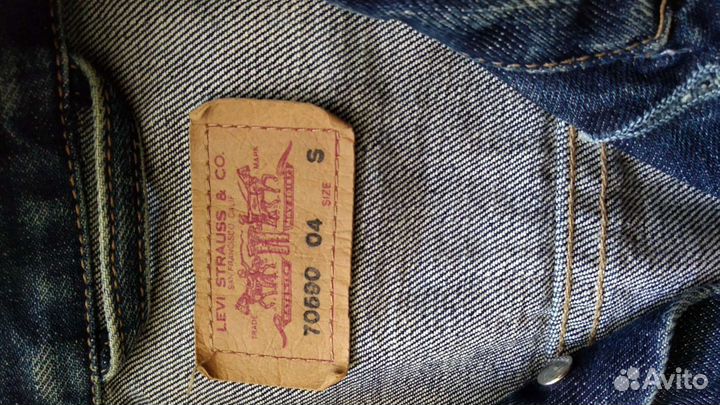 LEVI STRAUSS & CO.
SAN FRANCISCO CALIF
TRADE MARK
70590 04 SIZE S
Avito